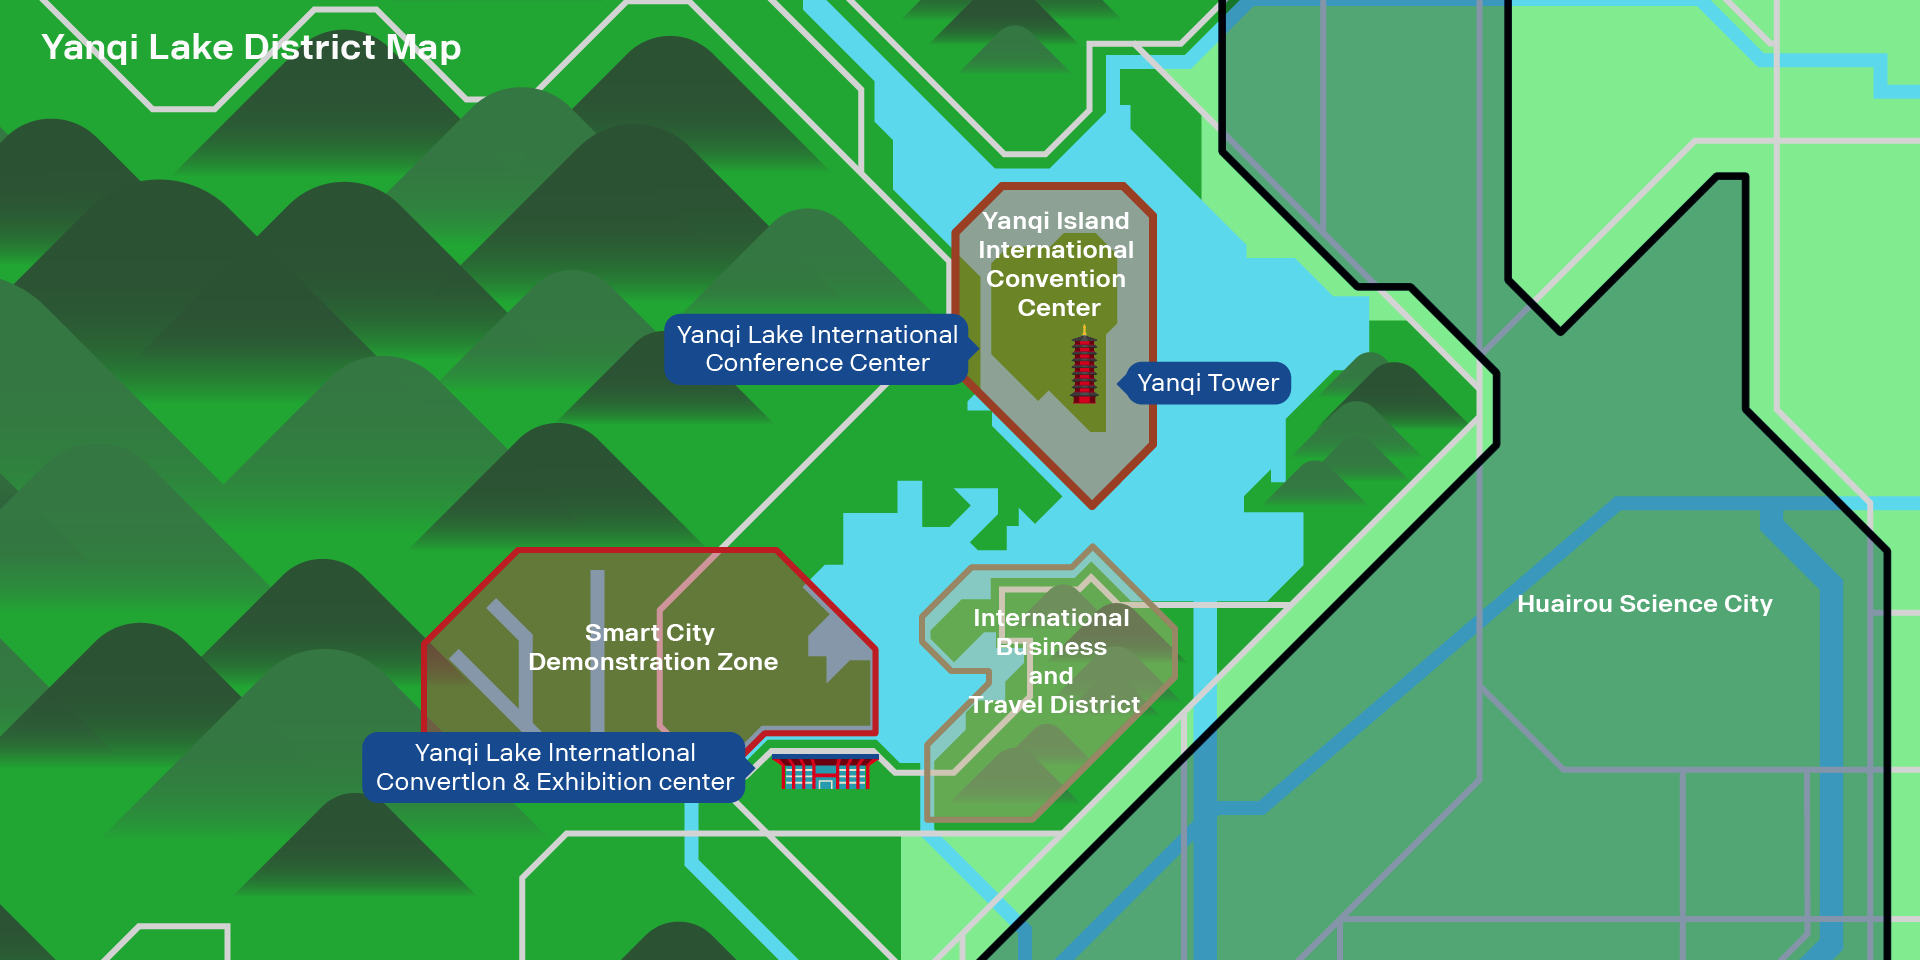 Yanqi Lake District Map
Yanqi Island
International
Convention
Center
Yanqi Lake International
Conference Center
Yanqi Tower
Smart City
Demonstration Zone
International
Business
and
Travel District
Huairou Science City
Yanqi Lake lnternatlonal
Convertlon & Exhibition center